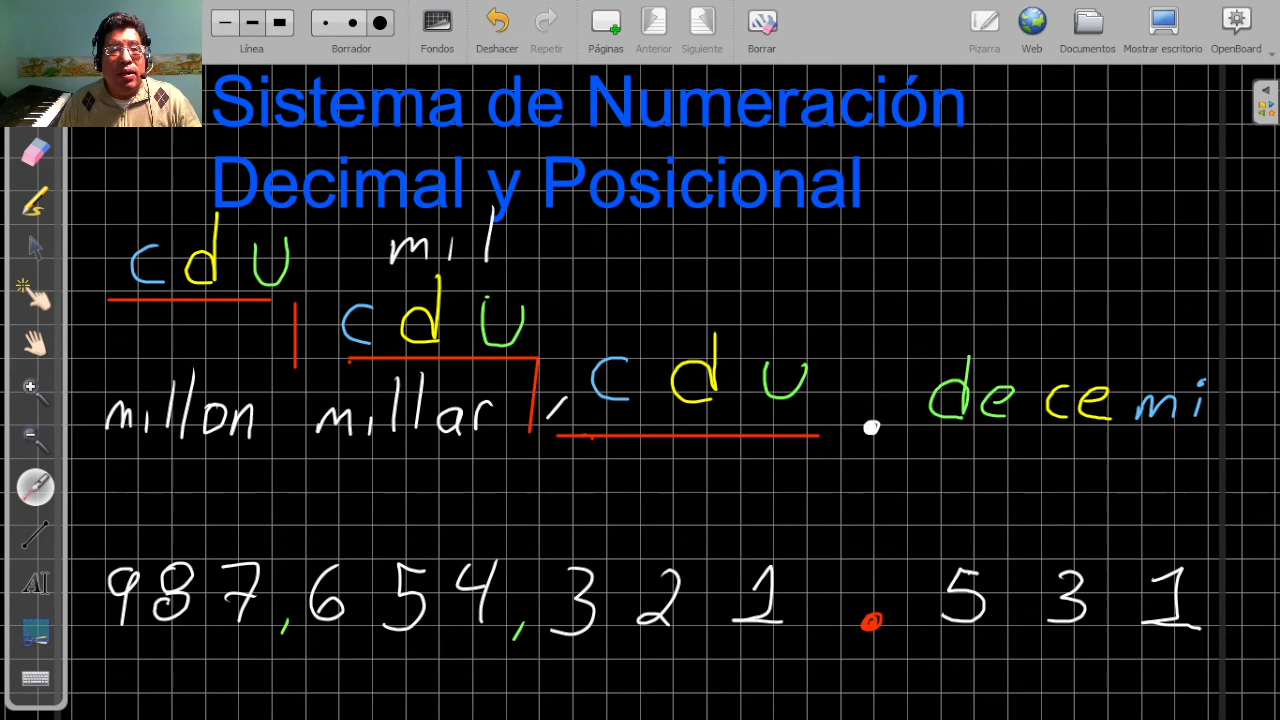 Línea Borrador Fondos Deshacer Repetir Páginas Anterior Siguiente Borrar Pizarra Web Documentos Mostrar escritorio OpenBoard
Sistema de Numeración
Decimal y Posicional
c d u mil
c d u
c d u . de ce mi
millon millar ,
AI
987,654,321.531